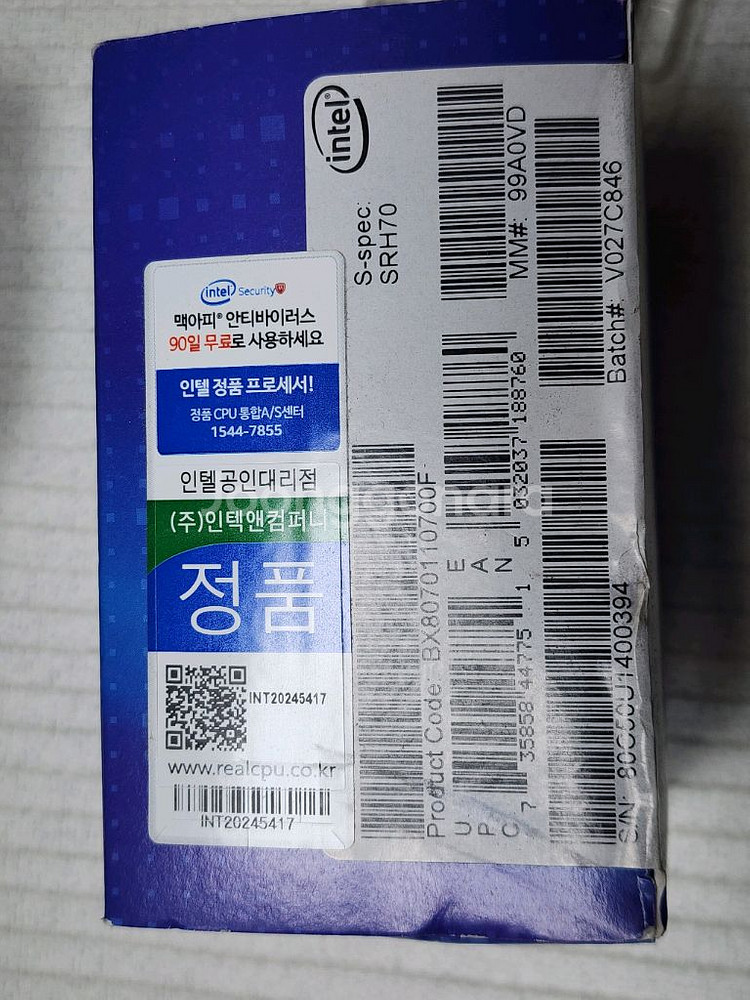 intel Security
맥아피® 안티바이러스
90일 무료로 사용하세요
인텔 정품 프로세서!
정품 CPU 통합A/S센터
1544-7855
인텔공인대리점
(주)인텍앤컴퍼니
정품
INT20245417
www.realcpu.co.kr
INT20245417
intel®
S-spec:
SRH70
MM#: 99A0VD
Batch#: V027C846
Product Code: BX8070110700F
EAN
5 032037 188760
UPC
7 35858 44775 1
S/N: 80C50U1400394
joonggonara